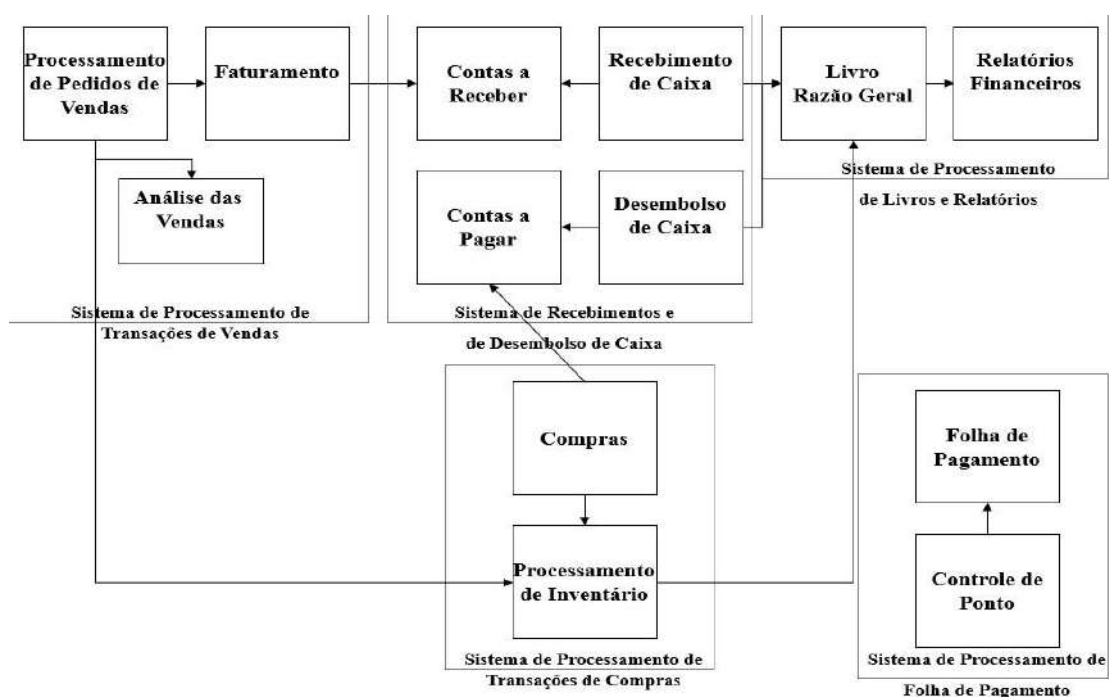 Processamento
de Pedidos de
Vendas
Faturamento
Contas a
Receber
Recebimento
de Caixa
Livro
Razão Geral
Relatórios
Financeiros
Análise das
Vendas
Contas a
Pagar
Desembolso
de Caixa
Sistema de Processamento
de Livros e Relatórios
Sistema de Processamento de
Transações de Vendas
Sistema de Recebimentos e
de Desembolso de Caixa
Compras
Folha de
Pagamento
Processamento
de Inventário
Controle de
Ponto
Sistema de Processamento de
Transações de Compras
Sistema de Processamento de
Folha de Pagamento